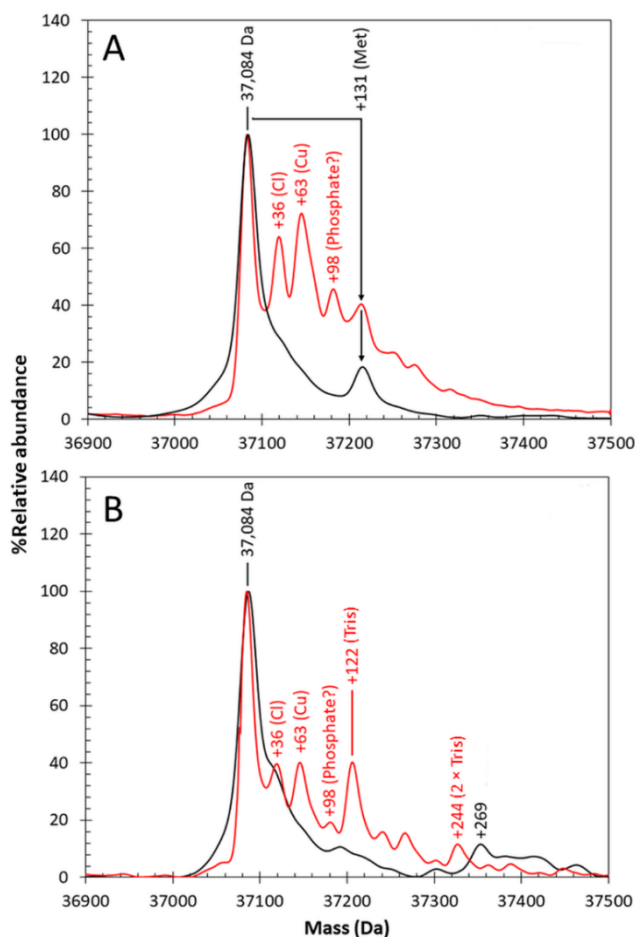 %Relative abundance
A
140
120
100
80
60
40
20
0
37,084 Da
+36 (Cl)
+63 (Cu)
+98 (Phosphate?)
+131 (Met)
36900 37000 37100 37200 37300 37400 37500
B
140
120
100
80
60
40
20
0
37,084 Da
+36 (Cl)
+63 (Cu)
+98 (Phosphate?)
+122 (Tris)
+244 (2 × Tris)
+269
36900 37000 37100 37200 37300 37400 37500
Mass (Da)